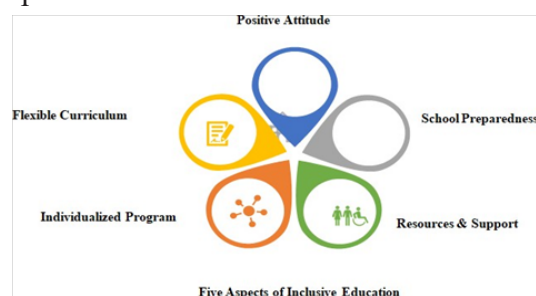 Positive Attitude
Flexible Curriculum
School Preparedness
Individualized Program
Resources & Support
Five Aspects of Inclusive Education